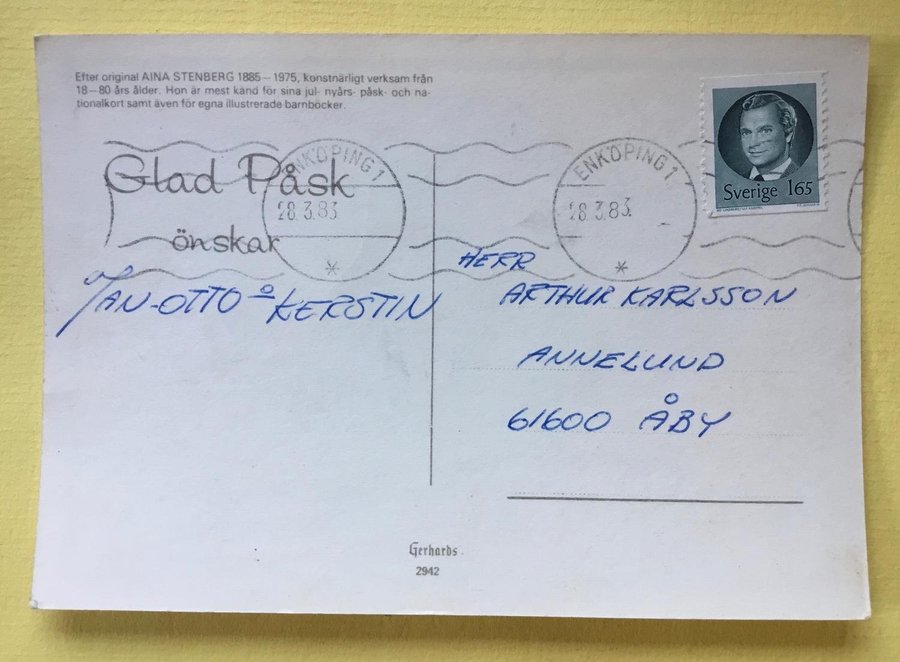 Efter original AINA STENBERG 1885–1975, konstnärligt verksam från
18–80 års ålder. Hon är mest känd för sina jul- nyårs- påsk- och na-
tionalkort samt även för egna illustrerade barnböcker.
Glad Påsk
önskar
JAN-OTTO o KERSTIN
ENKÖPING 1
28.3.83
ENKÖPING 1
28.3.83.
Sverige 165
HERR
ARTHUR KARLSSON
ANNELUND
61600 ÅBY
Gerhards
2942